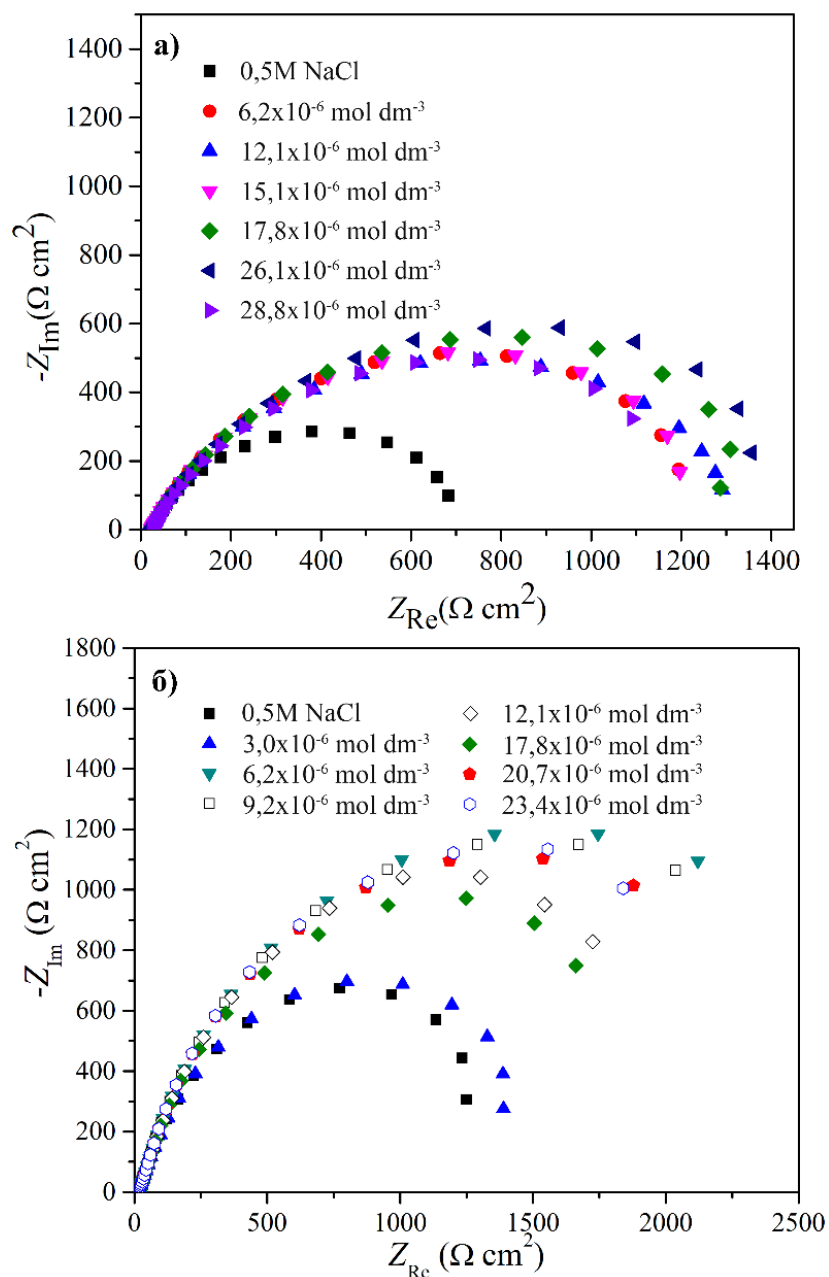 а)
0,5M NaCl
6,2x10⁻⁶ mol dm⁻³
12,1x10⁻⁶ mol dm⁻³
15,1x10⁻⁶ mol dm⁻³
17,8x10⁻⁶ mol dm⁻³
26,1x10⁻⁶ mol dm⁻³
28,8x10⁻⁶ mol dm⁻³
-Z_Im(Ω cm²)
1400
1200
1000
800
600
400
200
0
0 200 400 600 800 1000 1200 1400
Z_Re(Ω cm²)
б)
0,5M NaCl
3,0x10⁻⁶ mol dm⁻³
6,2x10⁻⁶ mol dm⁻³
9,2x10⁻⁶ mol dm⁻³
12,1x10⁻⁶ mol dm⁻³
17,8x10⁻⁶ mol dm⁻³
20,7x10⁻⁶ mol dm⁻³
23,4x10⁻⁶ mol dm⁻³
-Z_Im (Ω cm²)
1800
1600
1400
1200
1000
800
600
400
200
0
0 500 1000 1500 2000 2500
Z_Re (Ω cm²)